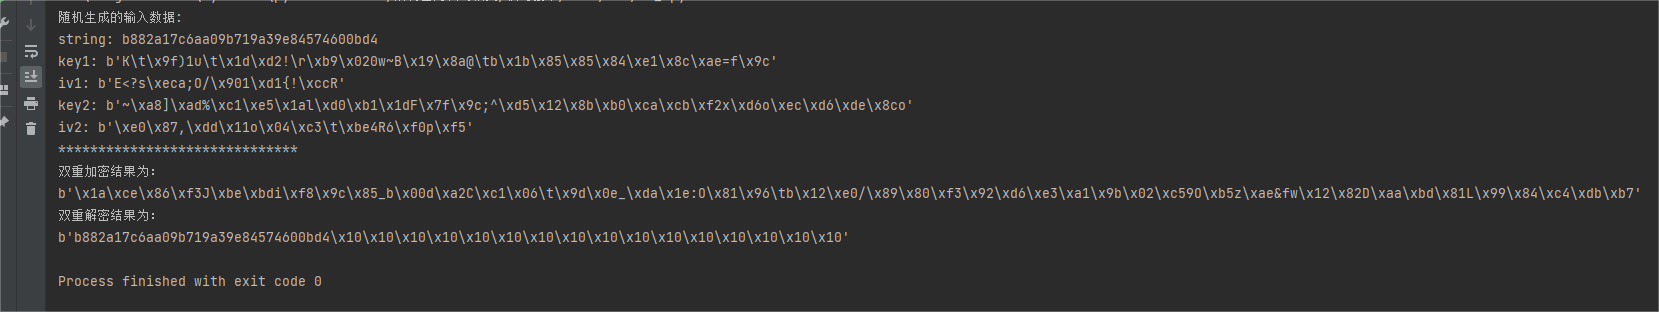 随机生成的输入数据:
string: b882a17c6aa09b719a39e84574600bd4
key1: b'K\t\x9f)1u\t\x1d\xd2!\r\xb9\x020w~B\x19\x8a@\tb\x1b\x85\x85\x84\xe1\x8c\xae=f\x9c'
iv1: b'E<?s\xeca;O/\x901\xd1{!\xccR'
key2: b'~\xa8]\xad%\xc1\xe5\x1al\xd0\xb1\x1dF\x7f\x9c;^\xd5\x12\x8b\xb0\xca\xcb\xf2x\xd6o\xec\xd6\xde\x8co'
iv2: b'\xe0\x87,\xdd\x11o\x04\xc3\t\xbe4R6\xf0p\xf5'
******************************
双重加密结果为:
b'\x1a\xce\x86\xf3J\xbe\xbdi\xf8\x9c\x85_b\x00d\xa2C\xc1\x06\t\x9d\x0e_\xda\x1e:O\x81\x96\tb\x12\xe0/\x89\x80\xf3\x92\xd6\xe3\xa1\x9b\x02\xc59O\xb5z\xae&fw\x12\x82D\xaa\xbd\x81L\x99\x84\xc4\xdb\xb7'
双重解密结果为:
b'b882a17c6aa09b719a39e84574600bd4\x10\x10\x10\x10\x10\x10\x10\x10\x10\x10\x10\x10\x10\x10\x10\x10'
Process finished with exit code 0